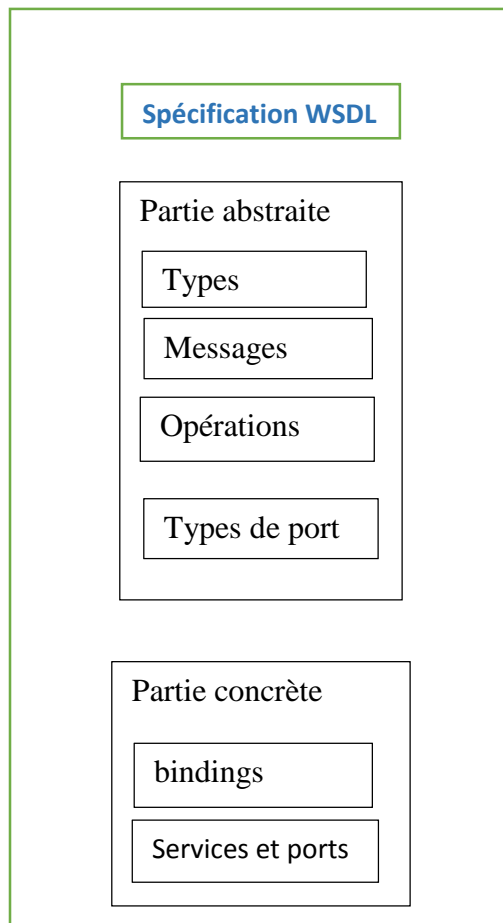 Spécification WSDL
Partie abstraite
Types
Messages
Opérations
Types de port
Partie concrète
bindings
Services et ports